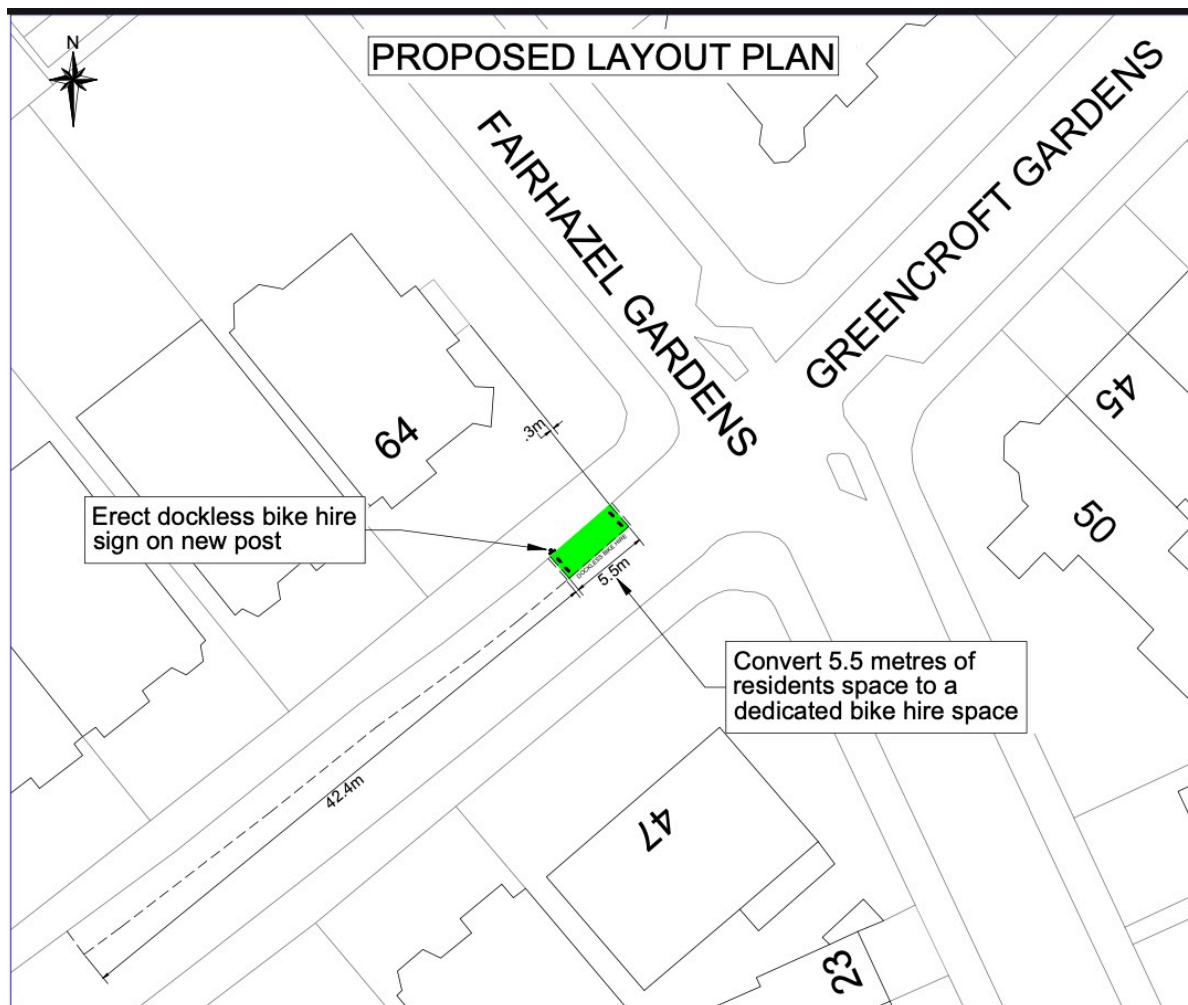 N
PROPOSED LAYOUT PLAN
FAIRHAZEL GARDENS
GREENCROFT GARDENS
45
64
.3m
50
Erect dockless bike hire
sign on new post
DOCKLESS BIKE HIRE
5.5m
Convert 5.5 metres of
residents space to a
dedicated bike hire space
42.4m
47
23